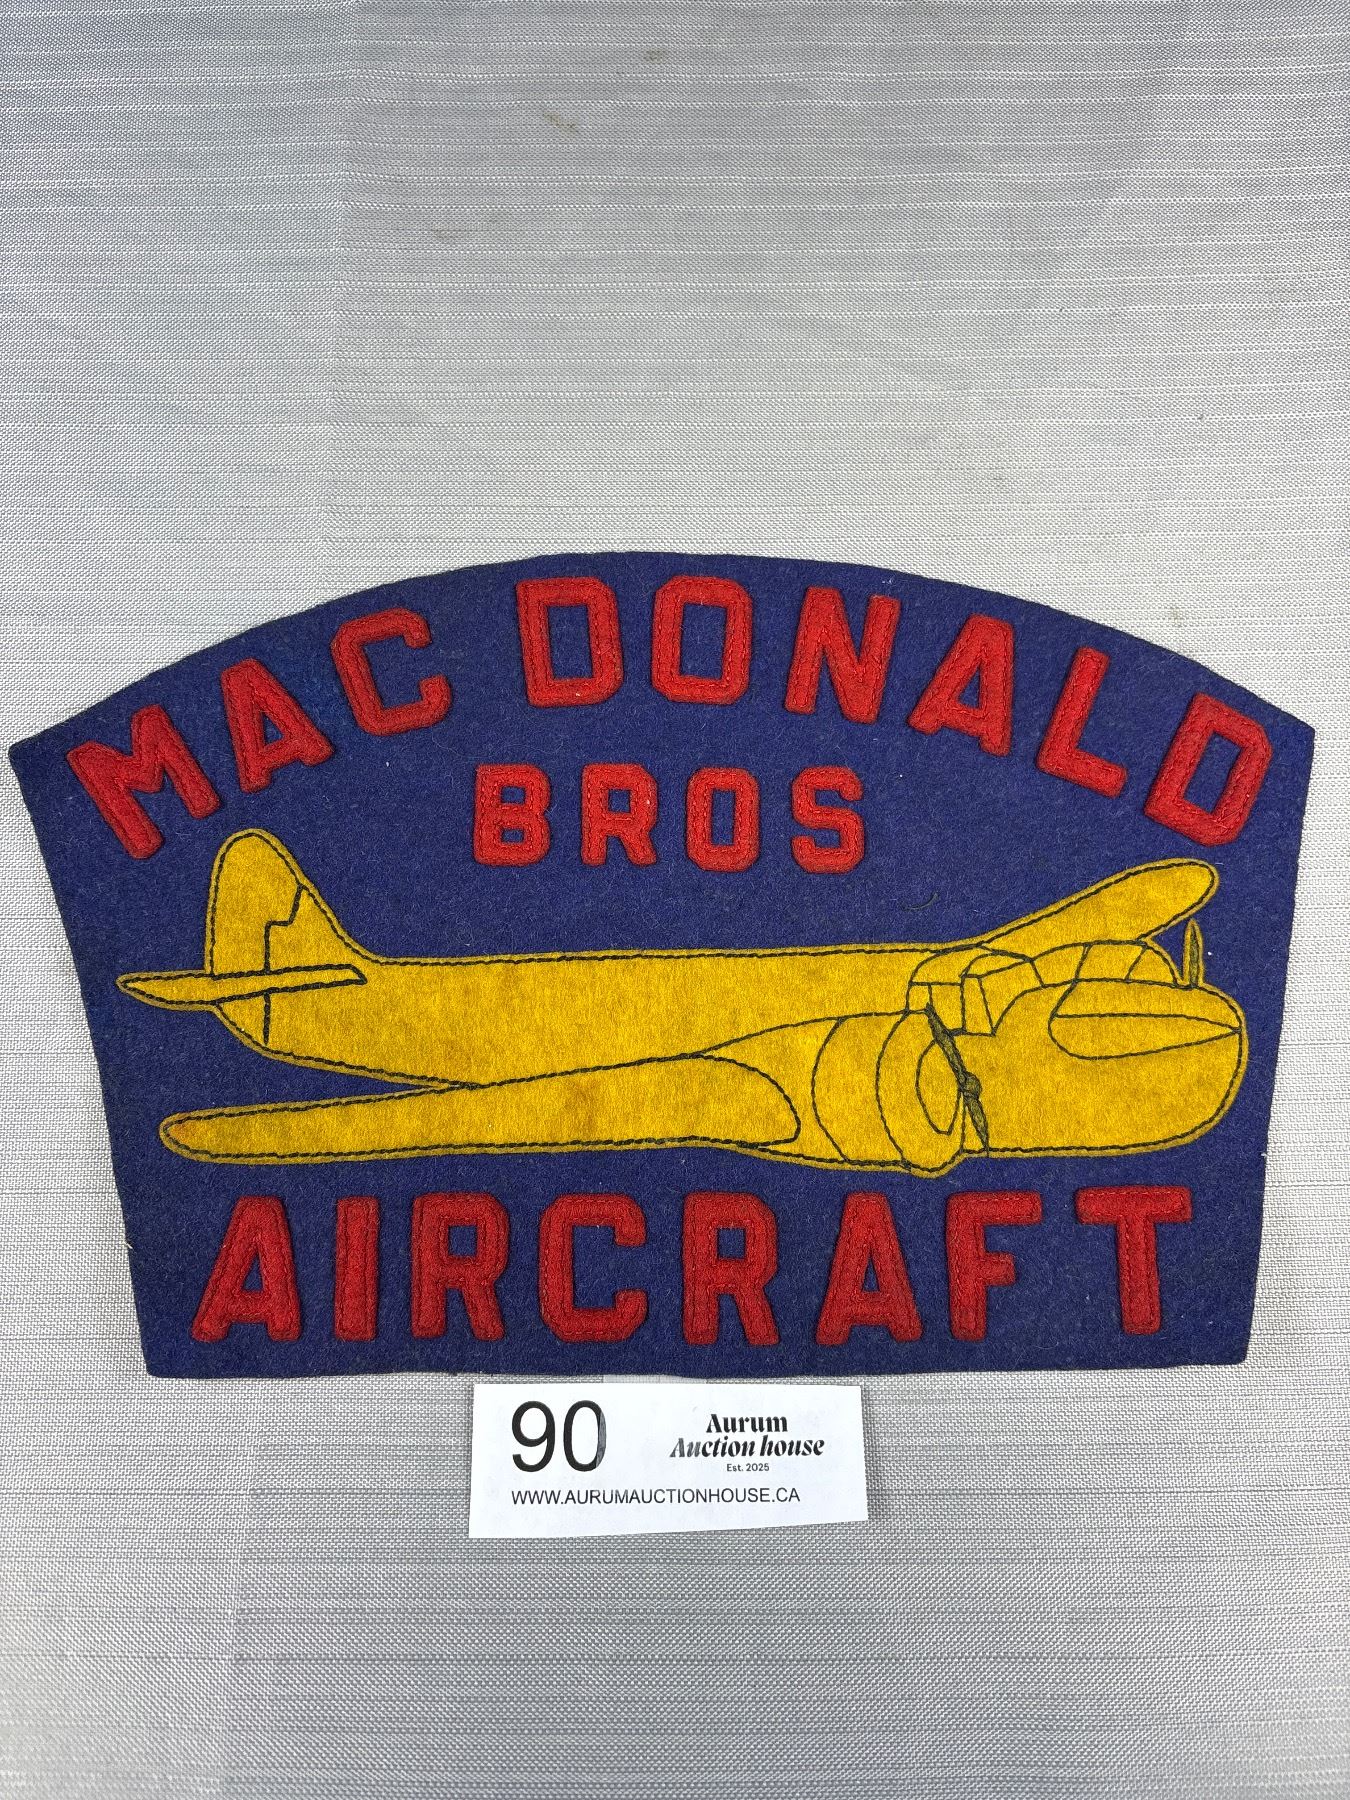 MAC DONALD
BROS
AIRCRAFT
90
Aurum
Auction house
Est. 2025
WWW.AURUMAUCTIONHOUSE.CA